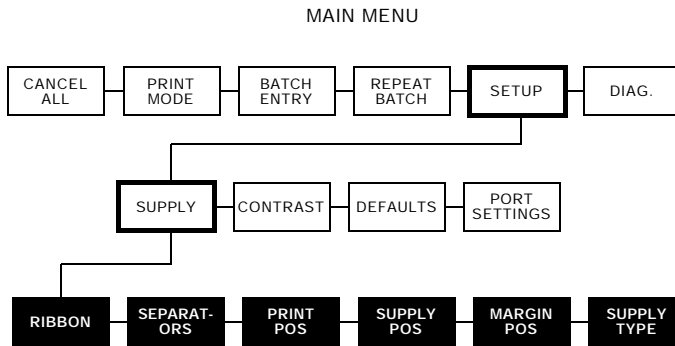 MAIN MENU
CANCEL
ALL
PRINT
MODE
BATCH
ENTRY
REPEAT
BATCH
SETUP
DIAG.
SUPPLY
CONTRAST
DEFAULTS
PORT
SETTINGS
RIBBON
SEPARAT-
ORS
PRINT
POS
SUPPLY
POS
MARGIN
POS
SUPPLY
TYPE